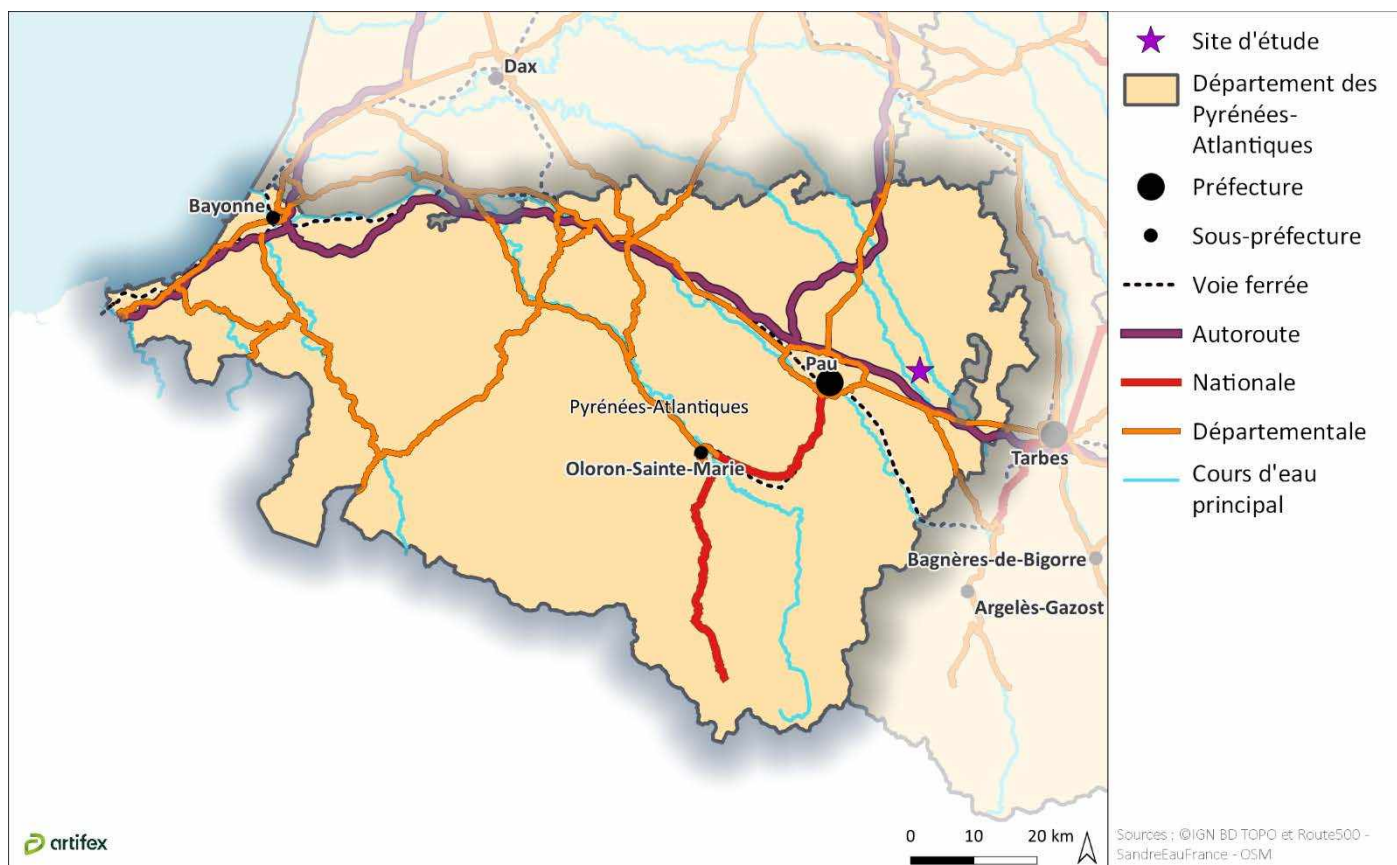 Dax
Bayonne
Pau
Pyrénées-Atlantiques
Oloron-Sainte-Marie
Tarbes
Bagnères-de-Bigorre
Argelès-Gazost
artifex
0 10 20 km
Site d'étude
Département des
Pyrénées-
Atlantiques
Préfecture
Sous-préfecture
Voie ferrée
Autoroute
Nationale
Départementale
Cours d'eau
principal
Sources : ©IGN BD TOPO et Route500 -
SandreEauFrance - OSM